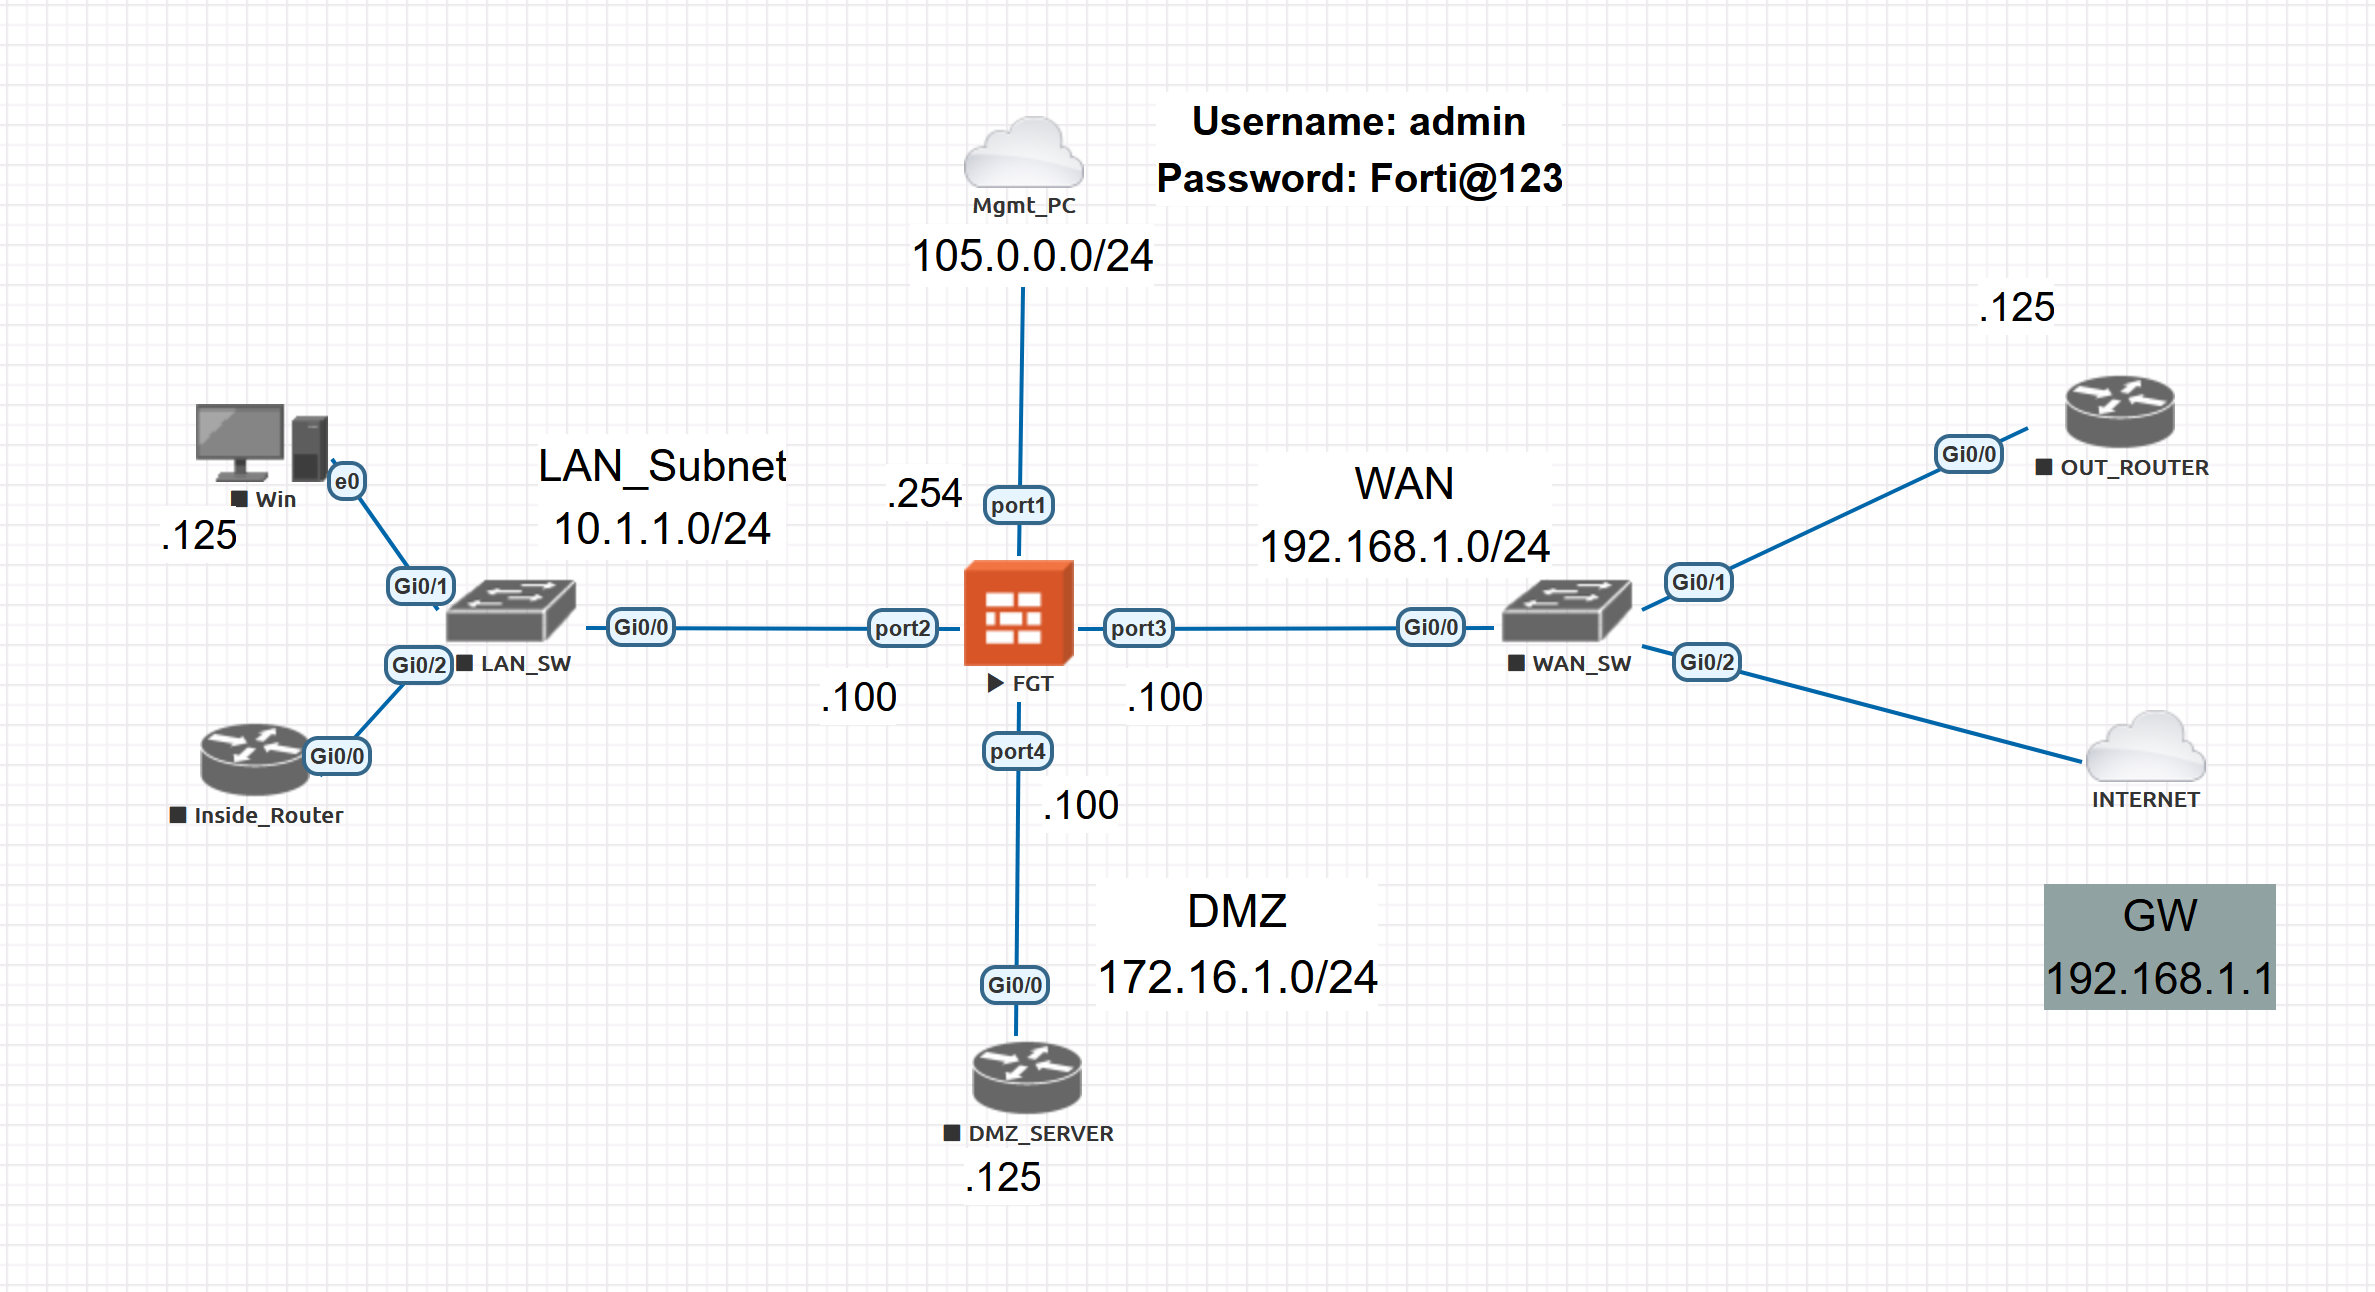 Username: admin
Password: Forti@123
Mgmt_PC
105.0.0.0/24
.125
Gi0/0
OUT_ROUTER
e0
Win
.125
LAN_Subnet
10.1.1.0/24
.254
port1
WAN
192.168.1.0/24
Gi0/1
Gi0/1
Gi0/0
port2
port3
Gi0/0
Gi0/2
LAN_SW
FGT
WAN_SW
Gi0/2
.100
.100
Gi0/0
port4
Inside_Router
.100
INTERNET
DMZ
172.16.1.0/24
GW
192.168.1.1
Gi0/0
DMZ_SERVER
.125